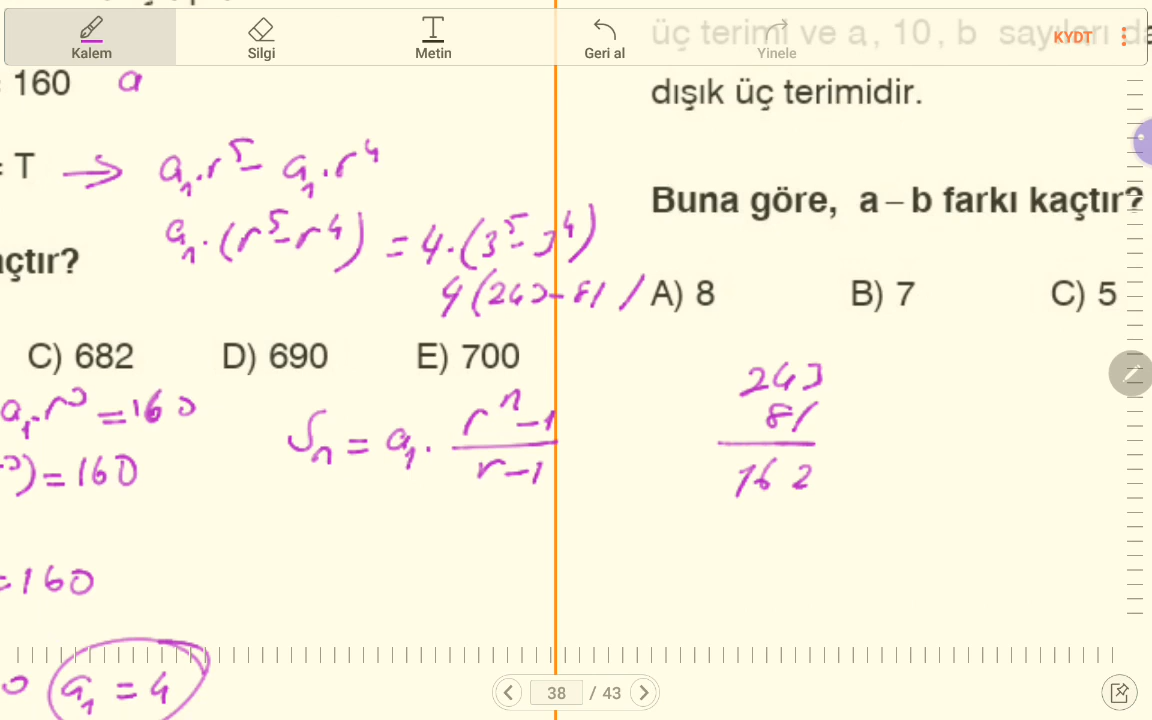 Kalem Silgi Metin Geri al Yinele KYDT
= 160 a
= T → a₁.r⁵ - a₁.r⁴
a₁.(r⁵-r⁴) = 4.(3⁵-3⁴)
4(243-81)
açtır?
C) 682 D) 690 E) 700
a₁.r³ = 160
³) = 160
Sₙ = a₁. (rⁿ-1)/(r-1)
= 160
0 a₁ = 4
üç terimi ve a, 10, b sayıları da
dışık üç terimidir.
Buna göre, a – b farkı kaçtır?
A) 8 B) 7 C) 5
243
81
162
38 / 43